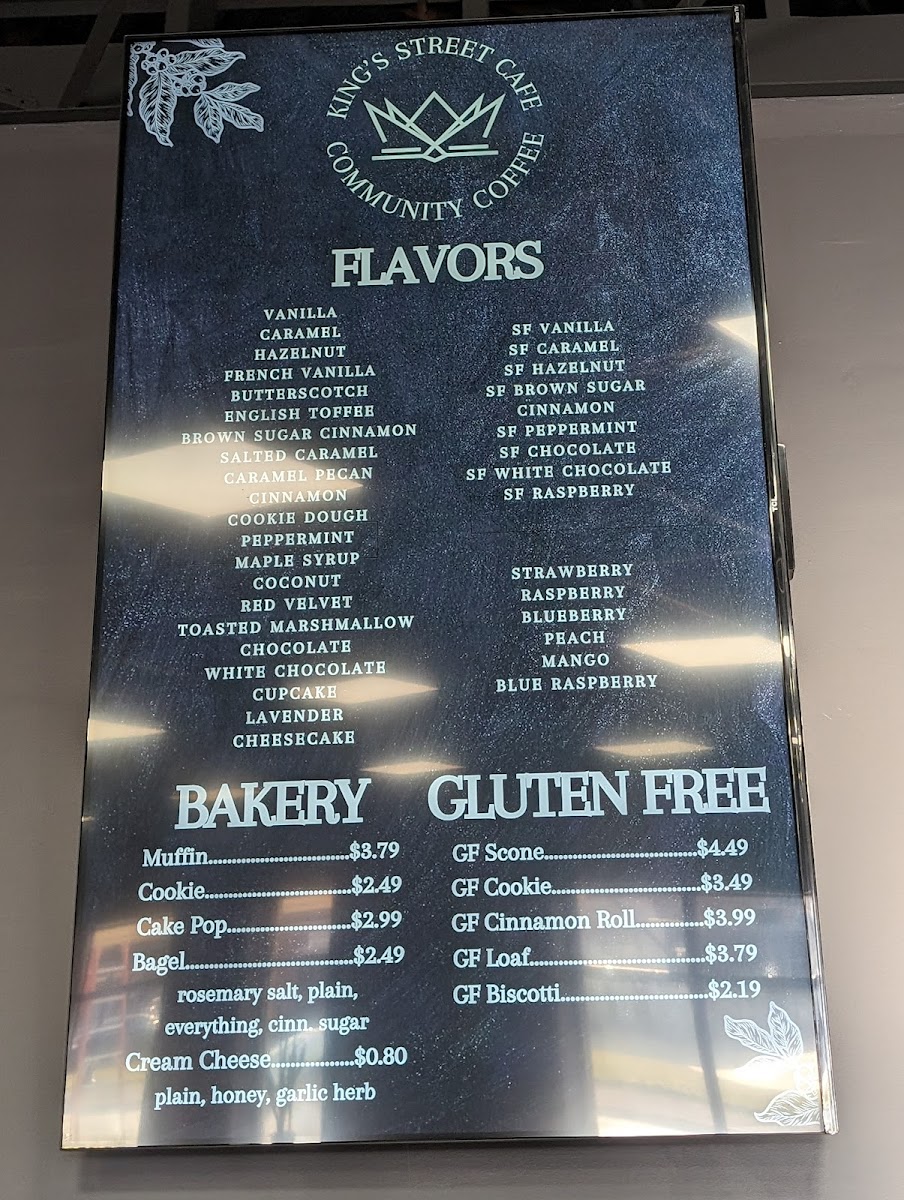 KING'S STREET CAFE
COMMUNITY COFFEE
FLAVORS
VANILLA
CARAMEL
HAZELNUT
FRENCH VANILLA
BUTTERSCOTCH
ENGLISH TOFFEE
BROWN SUGAR CINNAMON
SALTED CARAMEL
CARAMEL PECAN
CINNAMON
COOKIE DOUGH
PEPPERMINT
MAPLE SYRUP
COCONUT
RED VELVET
TOASTED MARSHMALLOW
CHOCOLATE
WHITE CHOCOLATE
CUPCAKE
LAVENDER
CHEESECAKE
SF VANILLA
SF CARAMEL
SF HAZELNUT
SF BROWN SUGAR
CINNAMON
SF PEPPERMINT
SF CHOCOLATE
SF WHITE CHOCOLATE
SF RASPBERRY
STRAWBERRY
RASPBERRY
BLUEBERRY
PEACH
MANGO
BLUE RASPBERRY
BAKERY
Muffin..............................$3.79
Cookie..............................$2.49
Cake Pop.........................$2.99
Bagel..................................$2.49
rosemary salt, plain,
everything, cinn. sugar
Cream Cheese.................$0.80
plain, honey, garlic herb
GLUTEN FREE
GF Scone...............................$4.49
GF Cookie..............................$3.49
GF Cinnamon Roll..............$3.99
GF Loaf...................................$3.79
GF Biscotti..............................$2.19
TCL